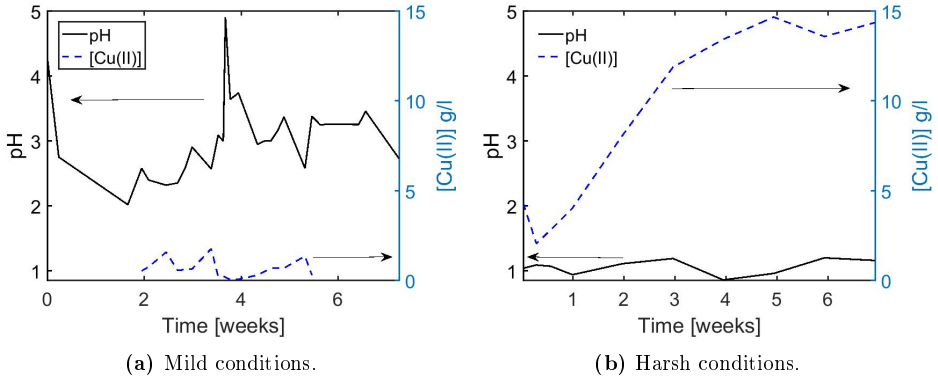 5
4
3
2
1
pH
pH
[Cu(II)]
15
10
5
0
[Cu(II)] g/l
0 2 4 6
Time [weeks]
(a) Mild conditions.
5
4
3
2
1
pH
pH
[Cu(II)]
15
10
5
0
[Cu(II)] g/l
1 2 3 4 5 6
Time [weeks]
(b) Harsh conditions.